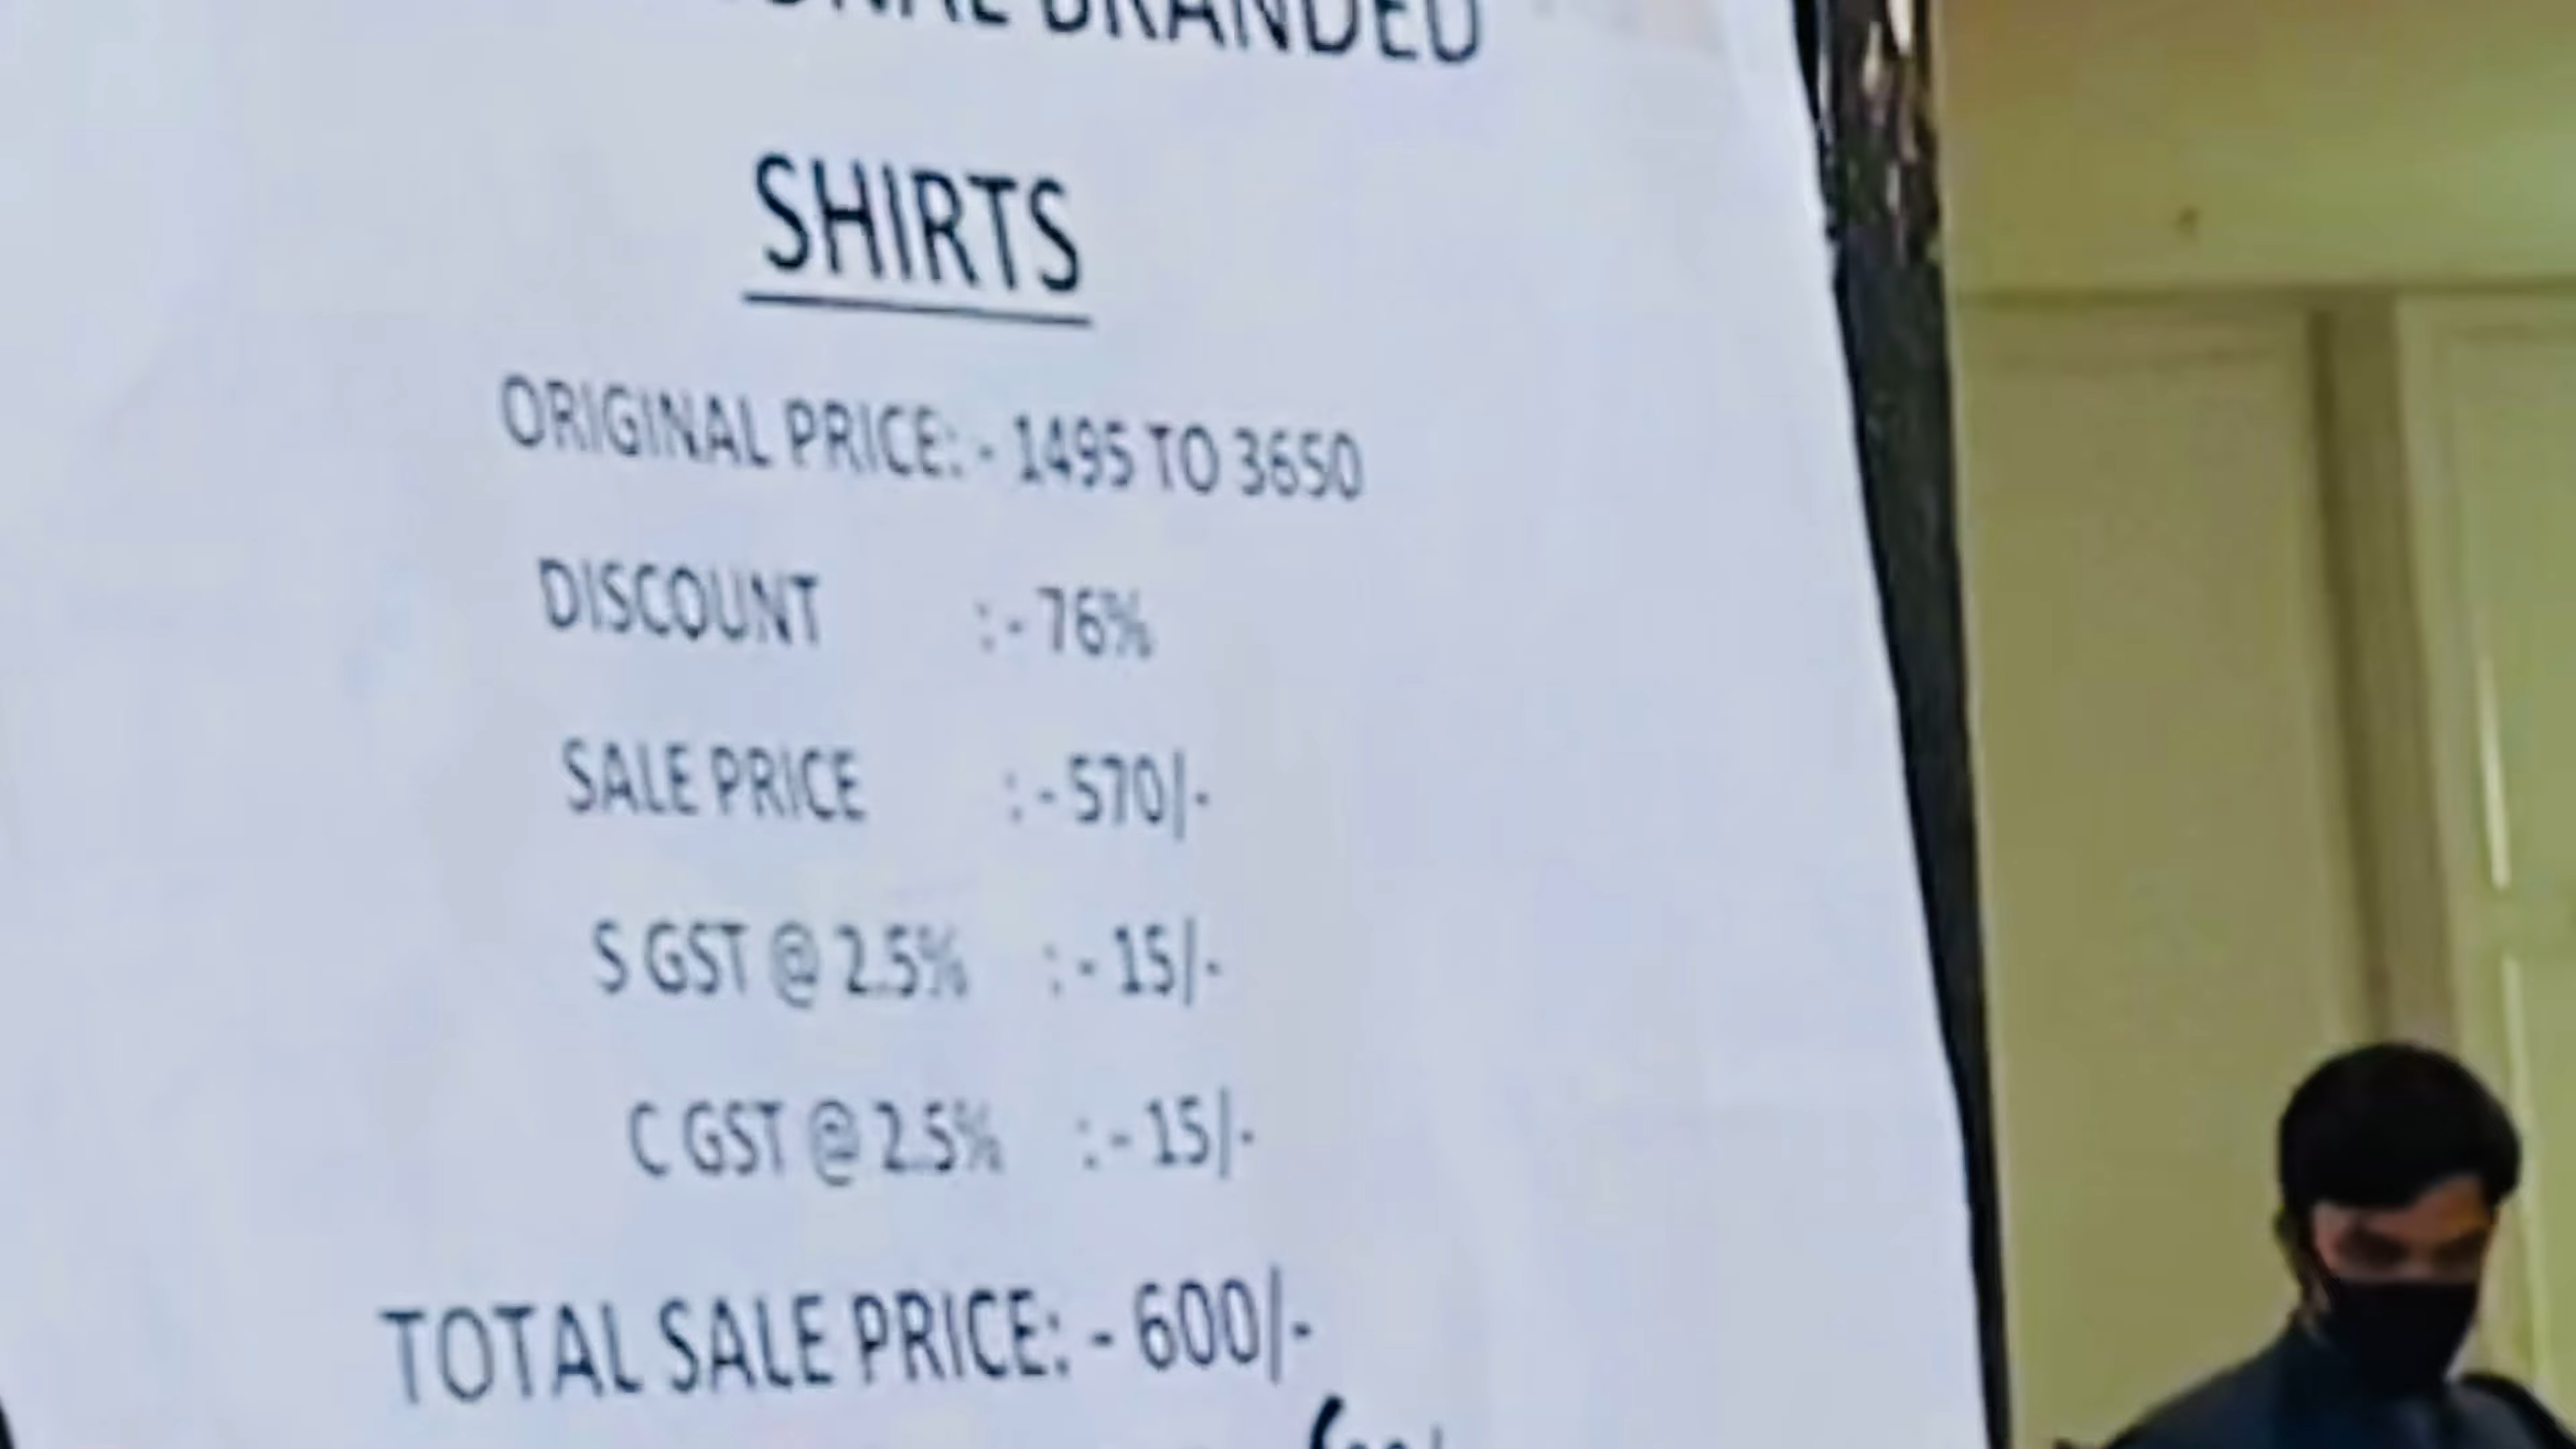 BRANDED
SHIRTS
ORIGINAL PRICE: - 1495 TO 3650
DISCOUNT : - 76%
SALE PRICE : - 570/-
S GST @ 2.5% : - 15/-
C GST @ 2.5% : - 15/-
TOTAL SALE PRICE: - 600/-